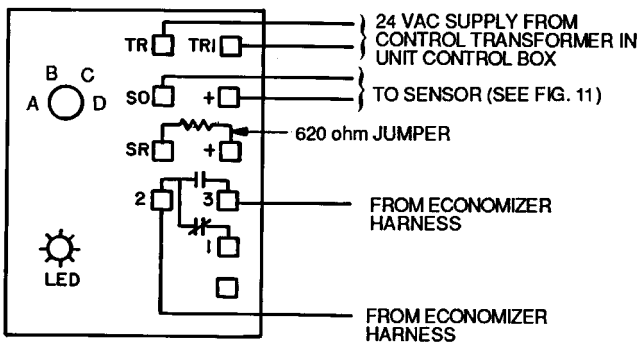 24 VAC SUPPLY FROM
CONTROL TRANSFORMER IN
UNIT CONTROL BOX
TR TR1
B C
A D
SO +
TO SENSOR (SEE FIG. 11)
620 ohm JUMPER
SR +
2 3
FROM ECONOMIZER
HARNESS
1
LED
FROM ECONOMIZER
HARNESS